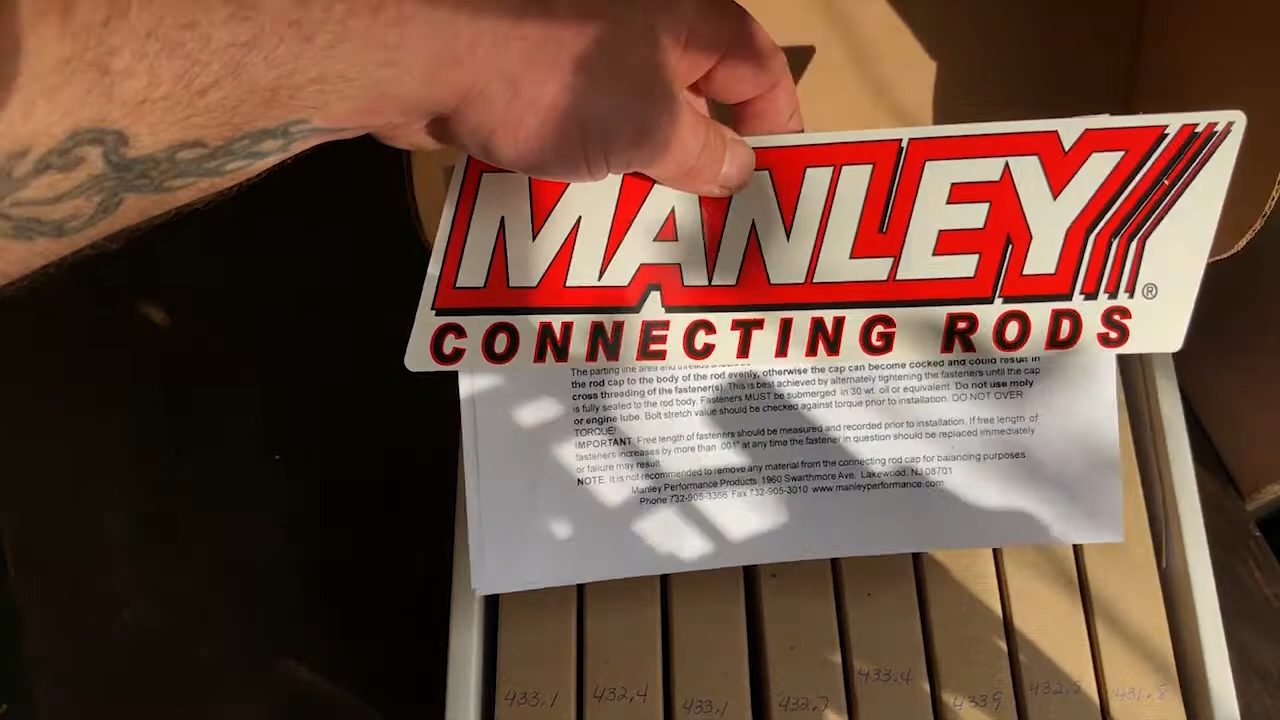 MANLEY
®
CONNECTING RODS
The parting line area and threads should be
the rod cap to the body of the rod evenly, otherwise the cap can become cocked and could result in
cross threading of the fastener(s). This is best achieved by alternately tightening the fasteners until the cap
is fully sealed to the rod body. Fasteners MUST be submerged in 30 wt. oil or equivalent. Do not use moly
or engine lube. Bolt stretch value should be checked against torque prior to installation. DO NOT OVER
TORQUE!
IMPORTANT: Free length of fasteners should be measured and recorded prior to installation. If free length of
fasteners increases by more than .001" at any time the fastener in question should be replaced immediately
or failure may result.
NOTE. It is not recommended to remove any material from the connecting rod cap for balancing purposes.
Manley Performance Products 1960 Swarthmore Ave. Lakewood, NJ 08701
Phone 732-905-3366 Fax 732-905-3010 www.manleyperformance.com
433.1 432.4 433.1 432.7 433.4 433.9 431.8